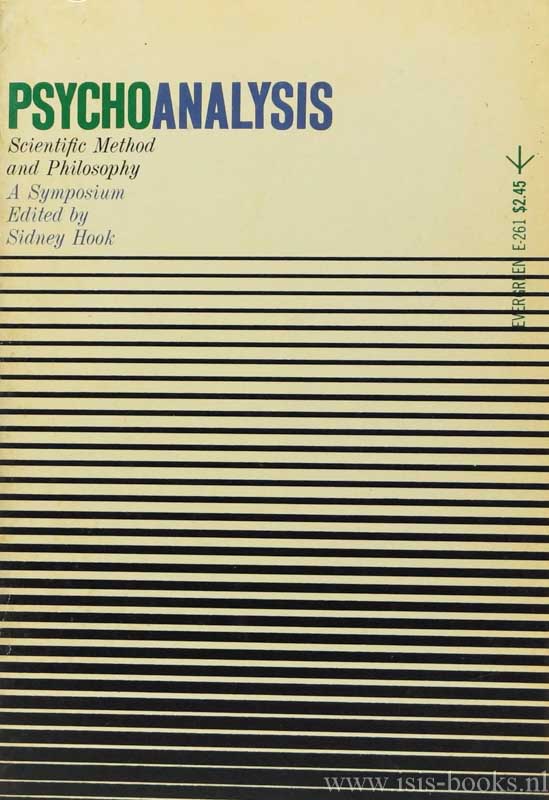 PSYCHOANALYSIS
Scientific Method
and Philosophy
A Symposium
Edited by
Sidney Hook
EVERGREEN E-261 $2.45
www.isis-books.nl